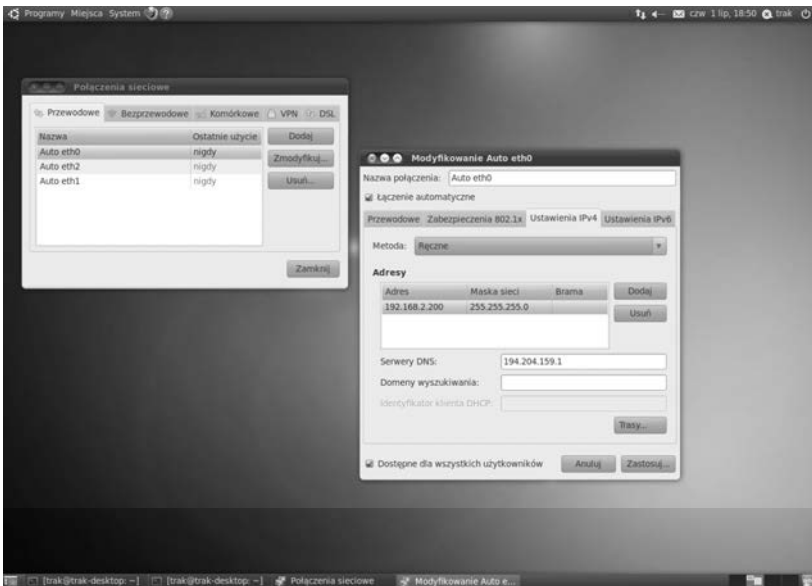 Programy Miejsca System czw 1 lip, 18:50 trak
Połączenia sieciowe
Przewodowe Bezprzewodowe Komórkowe VPN DSL
Nazwa Ostatnie użycie
Auto eth0 nigdy
Auto eth2 nigdy
Auto eth1 nigdy
Dodaj
Zmodyfikuj...
Usuń...
Zamknij
Modyfikowanie Auto eth0
Nazwa połączenia: Auto eth0
Łączenie automatyczne
Przewodowe Zabezpieczenia 802.1x Ustawienia IPv4 Ustawienia IPv6
Metoda: Ręczne
Adresy
Adres Maska sieci Brama
192.168.2.200 255.255.255.0
Dodaj
Usuń
Serwery DNS: 194.204.159.1
Domeny wyszukiwania:
Identyfikator klienta DHCP:
Trasy...
Dostępne dla wszystkich użytkowników
Anuluj Zastosuj...
[trak@trak-desktop: ~] [trak@trak-desktop: ~] Połączenia sieciowe Modyfikowanie Auto e...